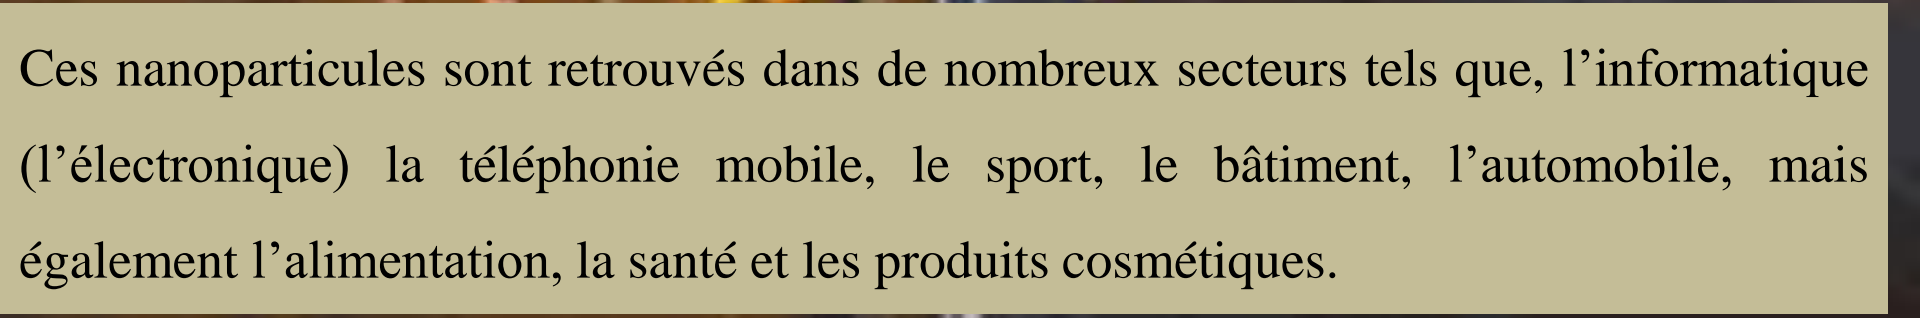 Ces nanoparticules sont retrouvés dans de nombreux secteurs tels que, l’informatique
(l’électronique) la téléphonie mobile, le sport, le bâtiment, l’automobile, mais
également l’alimentation, la santé et les produits cosmétiques.